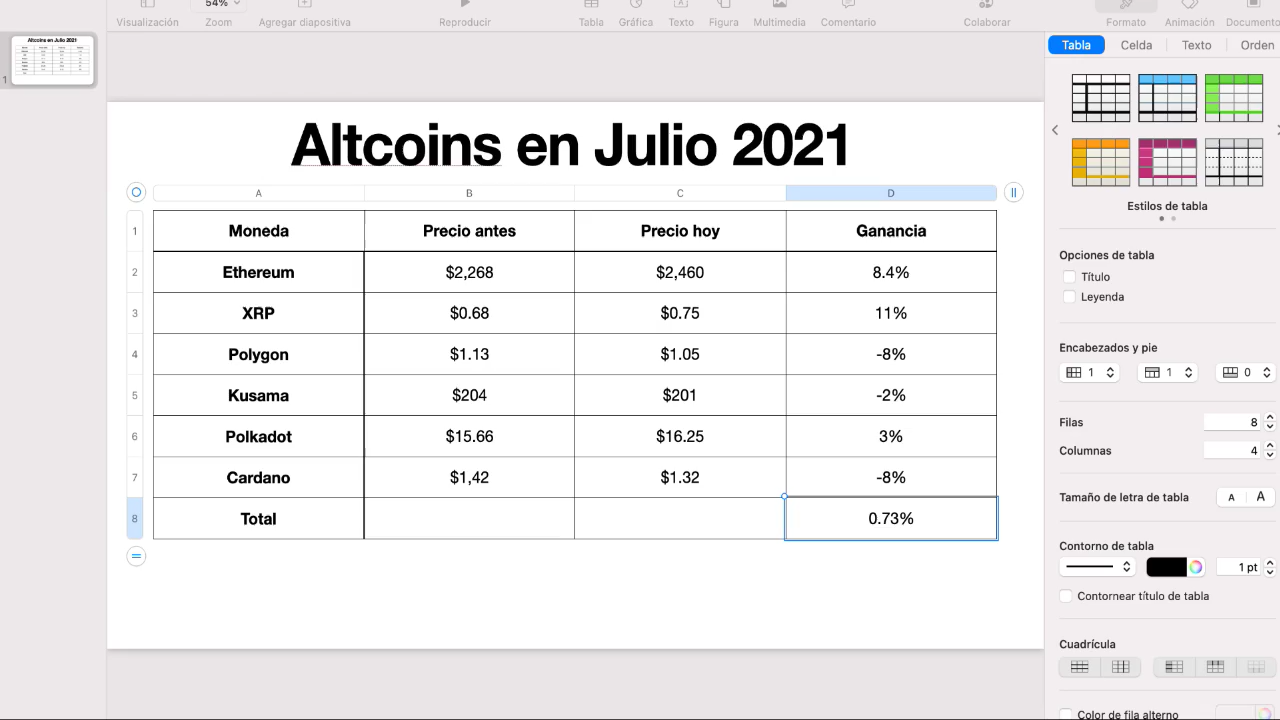 54%
Visualización Zoom Agregar diapositiva Reproducir Tabla Gráfica Texto Figura Multimedia Comentario Colaborar Formato Animación Documento
Tabla Celda Texto Orden
1
Altcoins en Julio 2021
Estilos de tabla
A B C D
1 Moneda Precio antes Precio hoy Ganancia
2 Ethereum $2,268 $2,460 8.4%
3 XRP $0.68 $0.75 11%
4 Polygon $1.13 $1.05 -8%
5 Kusama $204 $201 -2%
6 Polkadot $15.66 $16.25 3%
7 Cardano $1,42 $1.32 -8%
8 Total 0.73%
Opciones de tabla
Título
Leyenda
Encabezados y pie
1 1 0
Filas 8
Columnas 4
Tamaño de letra de tabla A A
Contorno de tabla
1 pt
Contornear título de tabla
Cuadrícula
Color de fila alterno